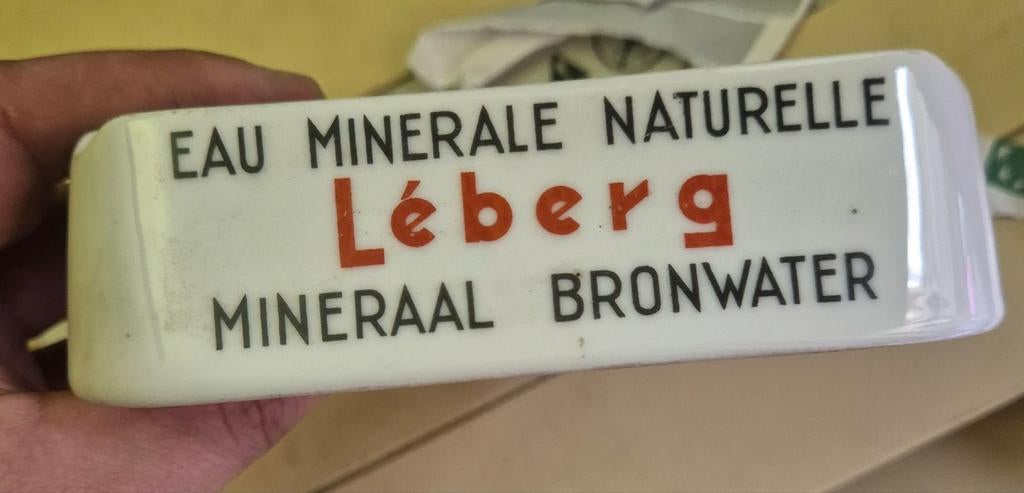 EAU MINERALE NATURELLE
Léberg
MINERAAL BRONWATER